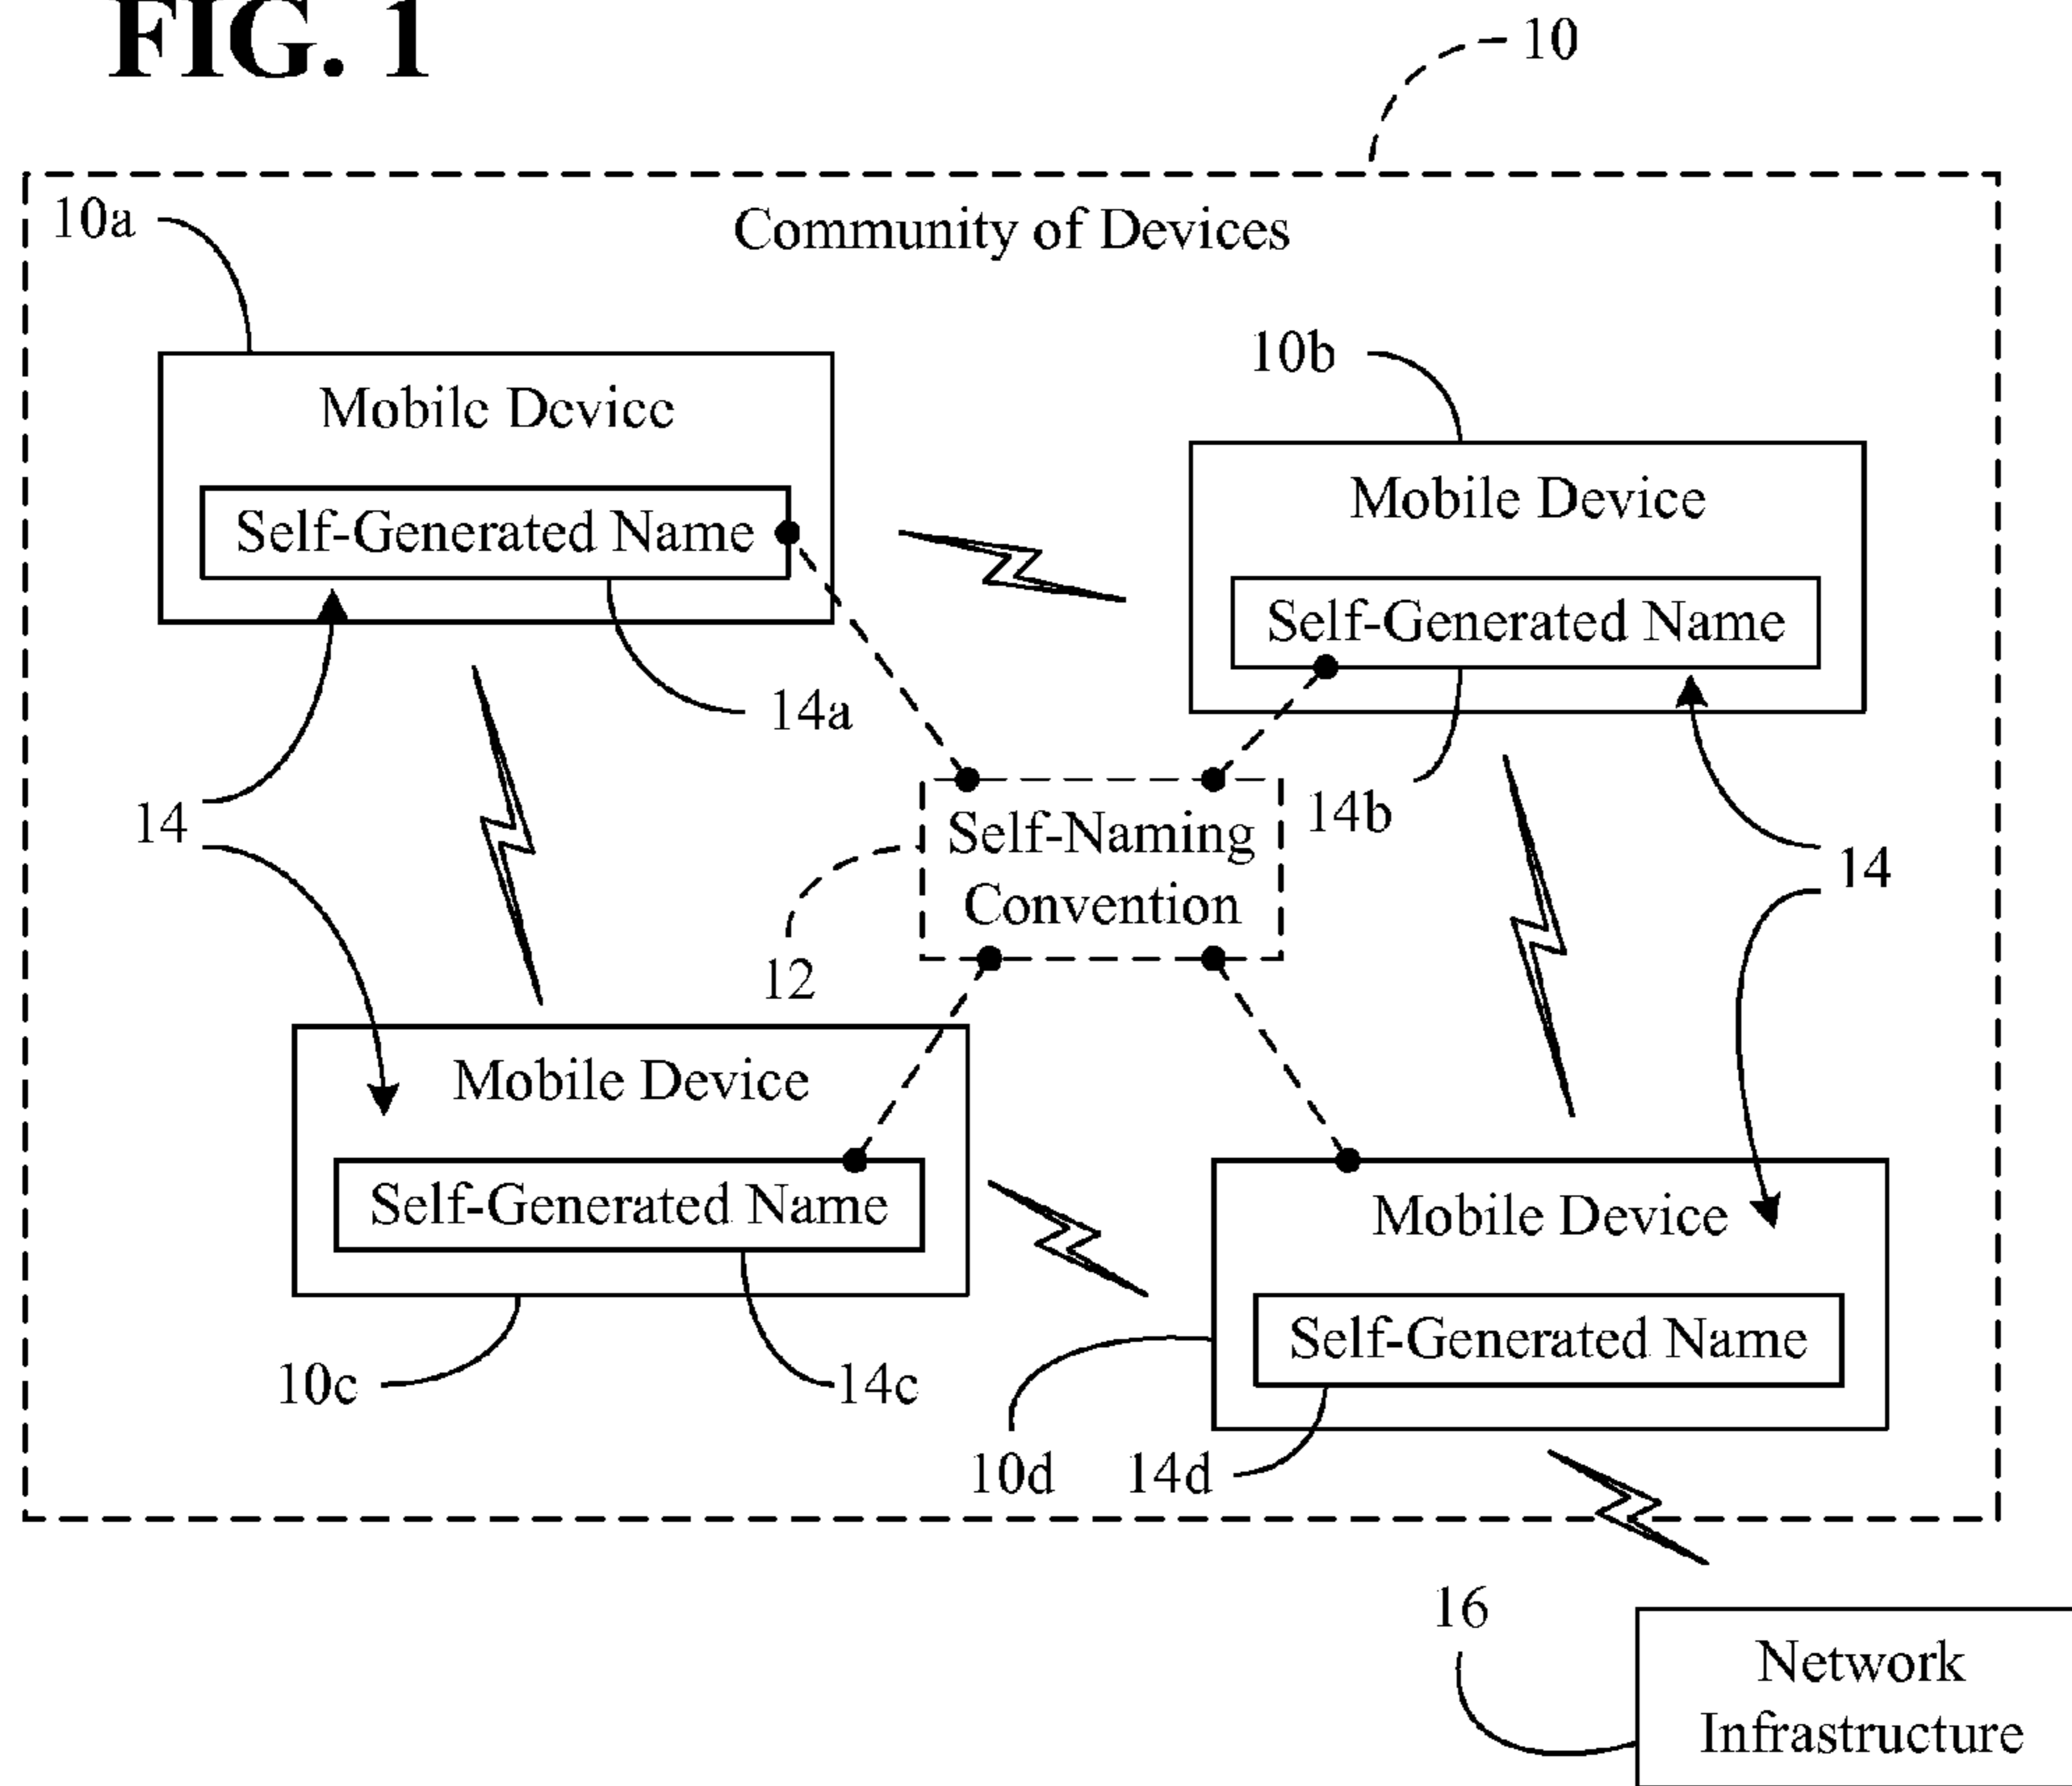 FIG. 1
10
10a
Community of Devices
10b
Mobile Device
Mobile Device
Self-Generated Name
Self-Generated Name
14a
14b
14
Self-Naming
Convention
14
12
Mobile Device
Self-Generated Name
Mobile Device
Self-Generated Name
10c
14c
10d
14d
16
Network
Infrastructure